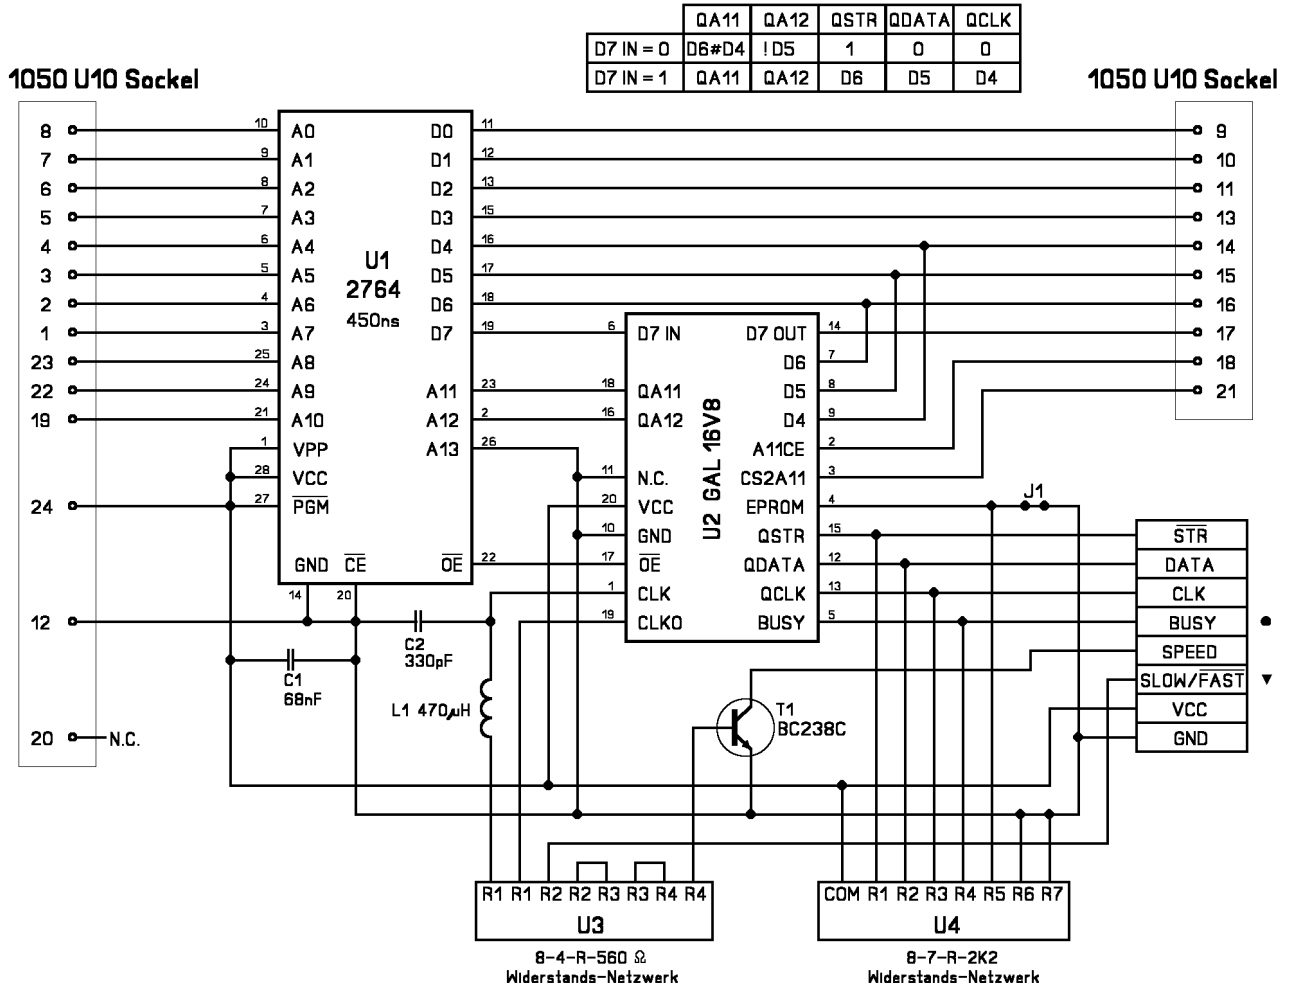 QA11 QA12 QSTR QDATA QCLK
D7 IN = 0 D6#D4 !D5 1 0 0
D7 IN = 1 QA11 QA12 D6 D5 D4
1050 U10 Sockel 1050 U10 Sockel
8 10 A0 D0 11 9
7 9 A1 D1 12 10
6 8 A2 D2 13 11
5 7 A3 D3 15 13
4 6 A4 D4 16 14
U1
3 5 A5 D5 17 15
2764
2 4 A6 D6 18 16
450ns
1 3 A7 D7 19 6 D7 IN D7 OUT 14 17
23 25 A8 D6 7 18
22 24 A9 A11 23 18 QA11 D5 8 21
19 21 A10 A12 2 16 QA12 D4 9
1 VPP A13 26 A11CE 2
28 VCC 11 N.C. CS2A11 3
U2 GAL 16V8
J1
24 27 PGM 20 VCC EPROM 4
10 GND QSTR 15 STR
GND CE OE 22 17 OE QDATA 12 DATA
14 20 1 CLK QCLK 13 CLK
12 19 CLKO BUSY 5 BUSY
C2
330pF
SPEED
C1
68nF
SLOW/FAST
L1 470µH
T1
BC238C
VCC
20 N.C.
GND
R1 R1 R2 R2 R3 R3 R4 R4 COM R1 R2 R3 R4 R5 R6 R7
U3 U4
8-4-R-560 Ω 8-7-R-2K2
Widerstands-Netzwerk Widerstands-Netzwerk